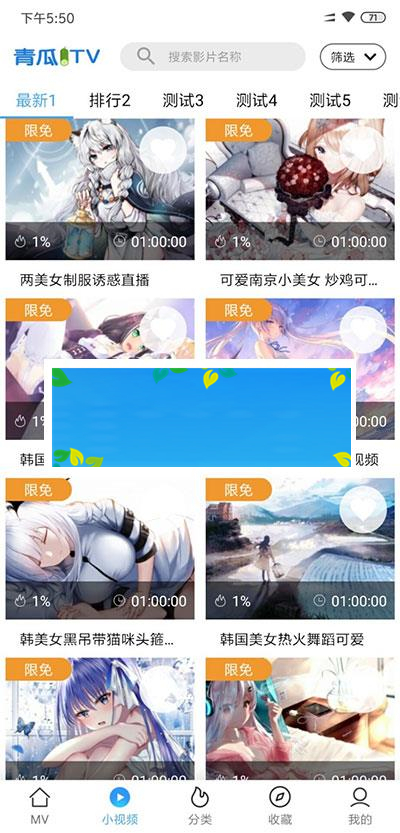 下午5:50
71
青瓜TV
搜索影片名称
筛选
最新1 排行2 测试3 测试4 测试5
限免 限免
1% 01:00:00 1% 01:00:00
两美女制服诱惑直播 可爱南京小美女 炒鸡可...
限免 限免
00:00
韩国 视频
限免 限免
1% 01:00:00 1% 01:00:00
韩美女黑吊带猫咪头箍... 韩国美女热火舞蹈可爱
限免 限免
MV 小视频 分类 收藏 我的